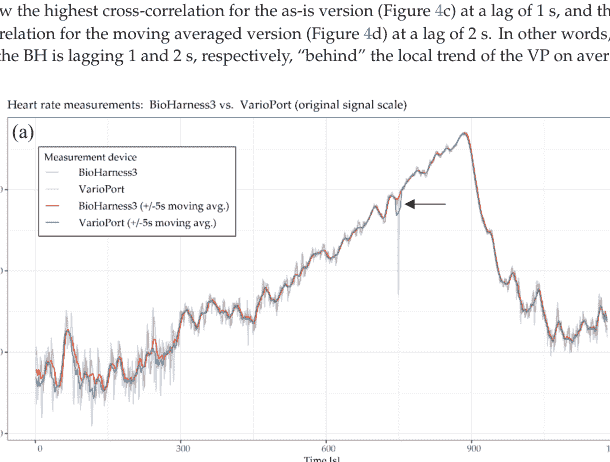 w the highest cross-correlation for the as-is version (Figure 4c) at a lag of 1 s, and th
relation for the moving averaged version (Figure 4d) at a lag of 2 s. In other words,
the BH is lagging 1 and 2 s, respectively, “behind” the local trend of the VP on aver
Heart rate measurements: BioHarness3 vs. VarioPort (original signal scale)
(a)
Measurement device
BioHarness3
VarioPort
BioHarness3 (+/-5s moving avg.)
VarioPort (+/-5s moving avg.)
0 300 600 900
Time [s]